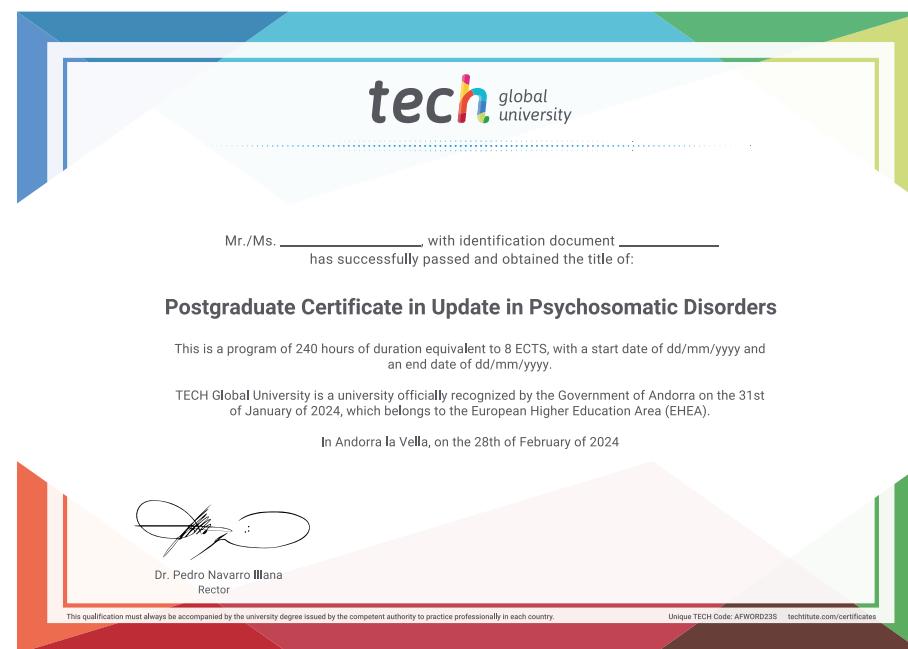 tech global
university
Mr./Ms. ____________________, with identification document ______________
has successfully passed and obtained the title of:
Postgraduate Certificate in Update in Psychosomatic Disorders
This is a program of 240 hours of duration equivalent to 8 ECTS, with a start date of dd/mm/yyyy and
an end date of dd/mm/yyyy.
TECH Global University is a university officially recognized by the Government of Andorra on the 31st
of January of 2024, which belongs to the European Higher Education Area (EHEA).
In Andorra la Vella, on the 28th of February of 2024
Dr. Pedro Navarro Illana
Rector
This qualification must always be accompanied by the university degree issued by the competent authority to practice professionally in each country.
Unique TECH Code: AFWORD23S techtitute.com/certificates